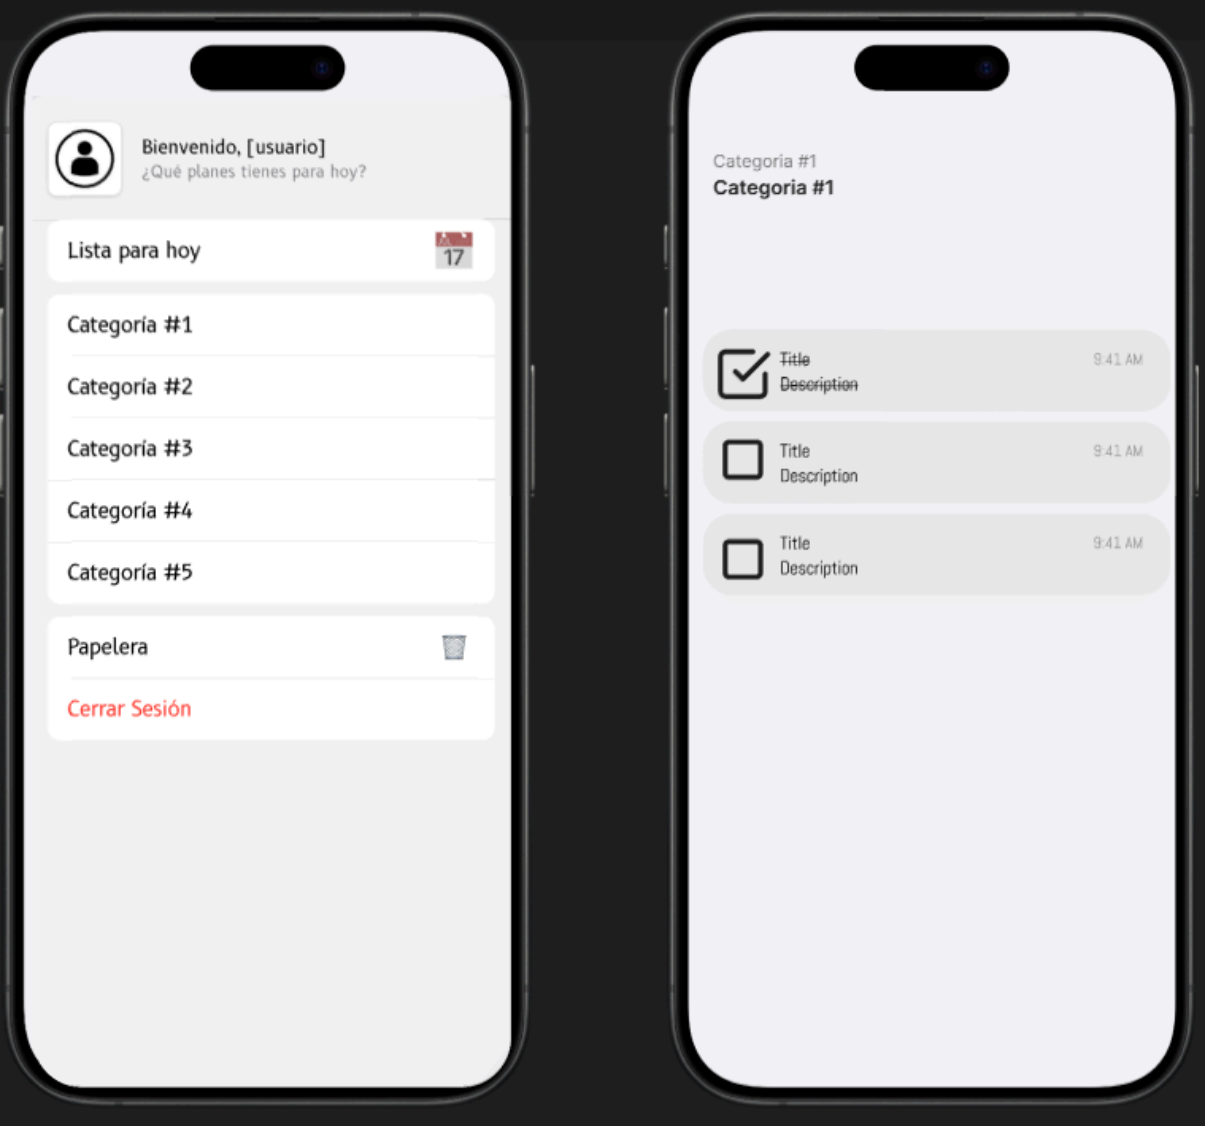 Bienvenido, [usuario]
¿Qué planes tienes para hoy?
Lista para hoy
17
Categoría #1
Categoría #2
Categoría #3
Categoría #4
Categoría #5
Papelera
Cerrar Sesión
Categoria #1
Categoria #1
Title
9:41 AM
Description
Title
9:41 AM
Description
Title
9:41 AM
Description